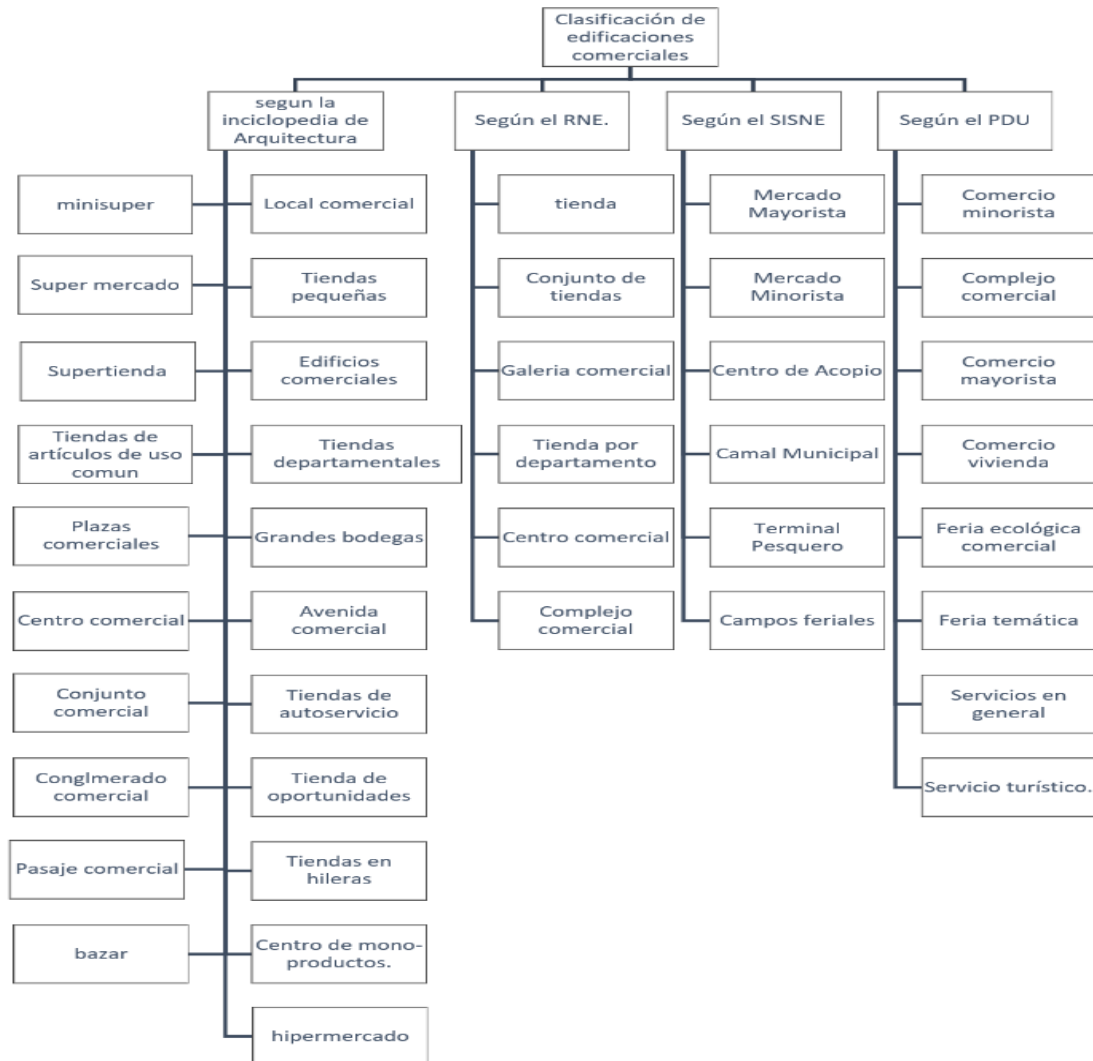 Clasificación de
edificaciones
comerciales
segun la
inciclopedia de
Arquitectura
Según el RNE.
Según el SISNE
Según el PDU
minisuper
Local comercial
tienda
Mercado
Mayorista
Comercio
minorista
Super mercado
Tiendas
pequeñas
Conjunto de
tiendas
Mercado
Minorista
Complejo
comercial
Supertienda
Edificios
comerciales
Galeria comercial
Centro de Acopio
Comercio
mayorista
Tiendas de
artículos de uso
comun
Tiendas
departamentales
Tienda por
departamento
Camal Municipal
Comercio
vivienda
Plazas
comerciales
Grandes bodegas
Centro comercial
Terminal
Pesquero
Feria ecológica
comercial
Centro comercial
Avenida
comercial
Complejo
comercial
Campos feriales
Feria temática
Conjunto
comercial
Tiendas de
autoservicio
Servicios en
general
Conglmerado
comercial
Tienda de
oportunidades
Servicio turístico.
Pasaje comercial
Tiendas en
hileras
bazar
Centro de mono-
productos.
hipermercado